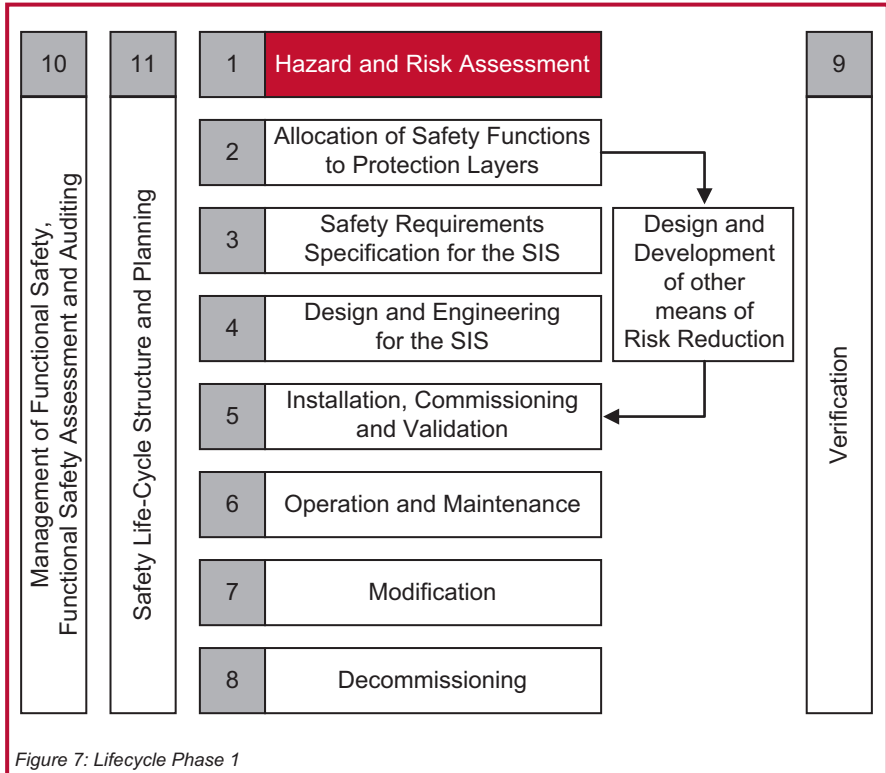 10
Management of Functional Safety,
Functional Safety Assessment and Auditing
11
Safety Life-Cycle Structure and Planning
1
Hazard and Risk Assessment
2
Allocation of Safety Functions
to Protection Layers
3
Safety Requirements
Specification for the SIS
4
Design and Engineering
for the SIS
5
Installation, Commissioning
and Validation
6
Operation and Maintenance
7
Modification
8
Decommissioning
Design and
Development
of other
means of
Risk Reduction
9
Verification
Figure 7: Lifecycle Phase 1